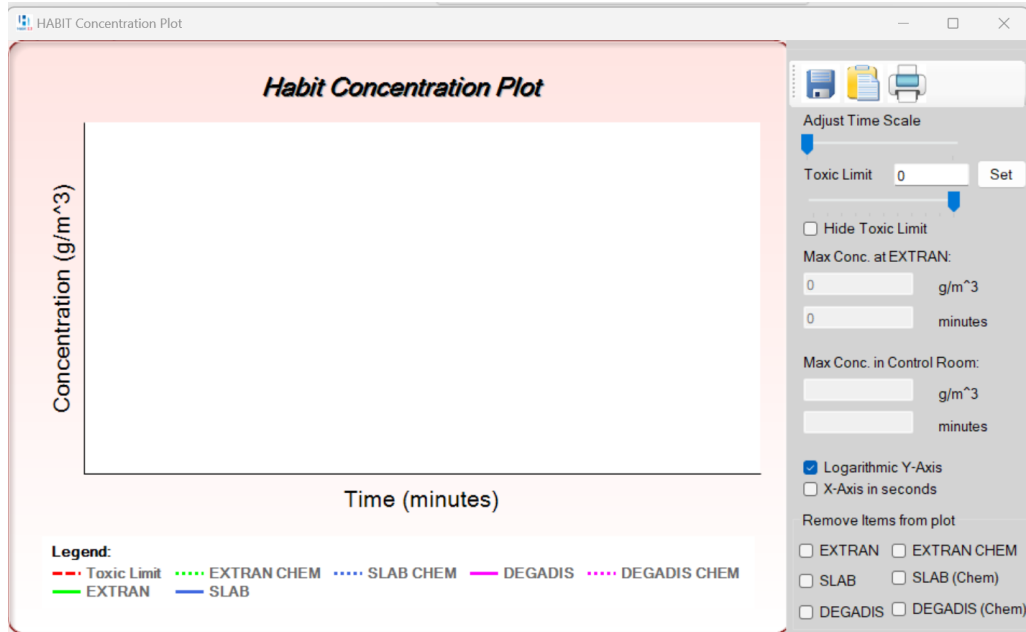 HABIT Concentration Plot
Habit Concentration Plot
Concentration (g/m^3)
Time (minutes)
Legend:
Toxic Limit EXTRAN CHEM SLAB CHEM DEGADIS DEGADIS CHEM
EXTRAN SLAB
Adjust Time Scale
Toxic Limit 0 Set
Hide Toxic Limit
Max Conc. at EXTRAN:
0 g/m^3
0 minutes
Max Conc. in Control Room:
g/m^3
minutes
Logarithmic Y-Axis
X-Axis in seconds
Remove Items from plot
EXTRAN EXTRAN CHEM
SLAB SLAB (Chem)
DEGADIS DEGADIS (Chem)